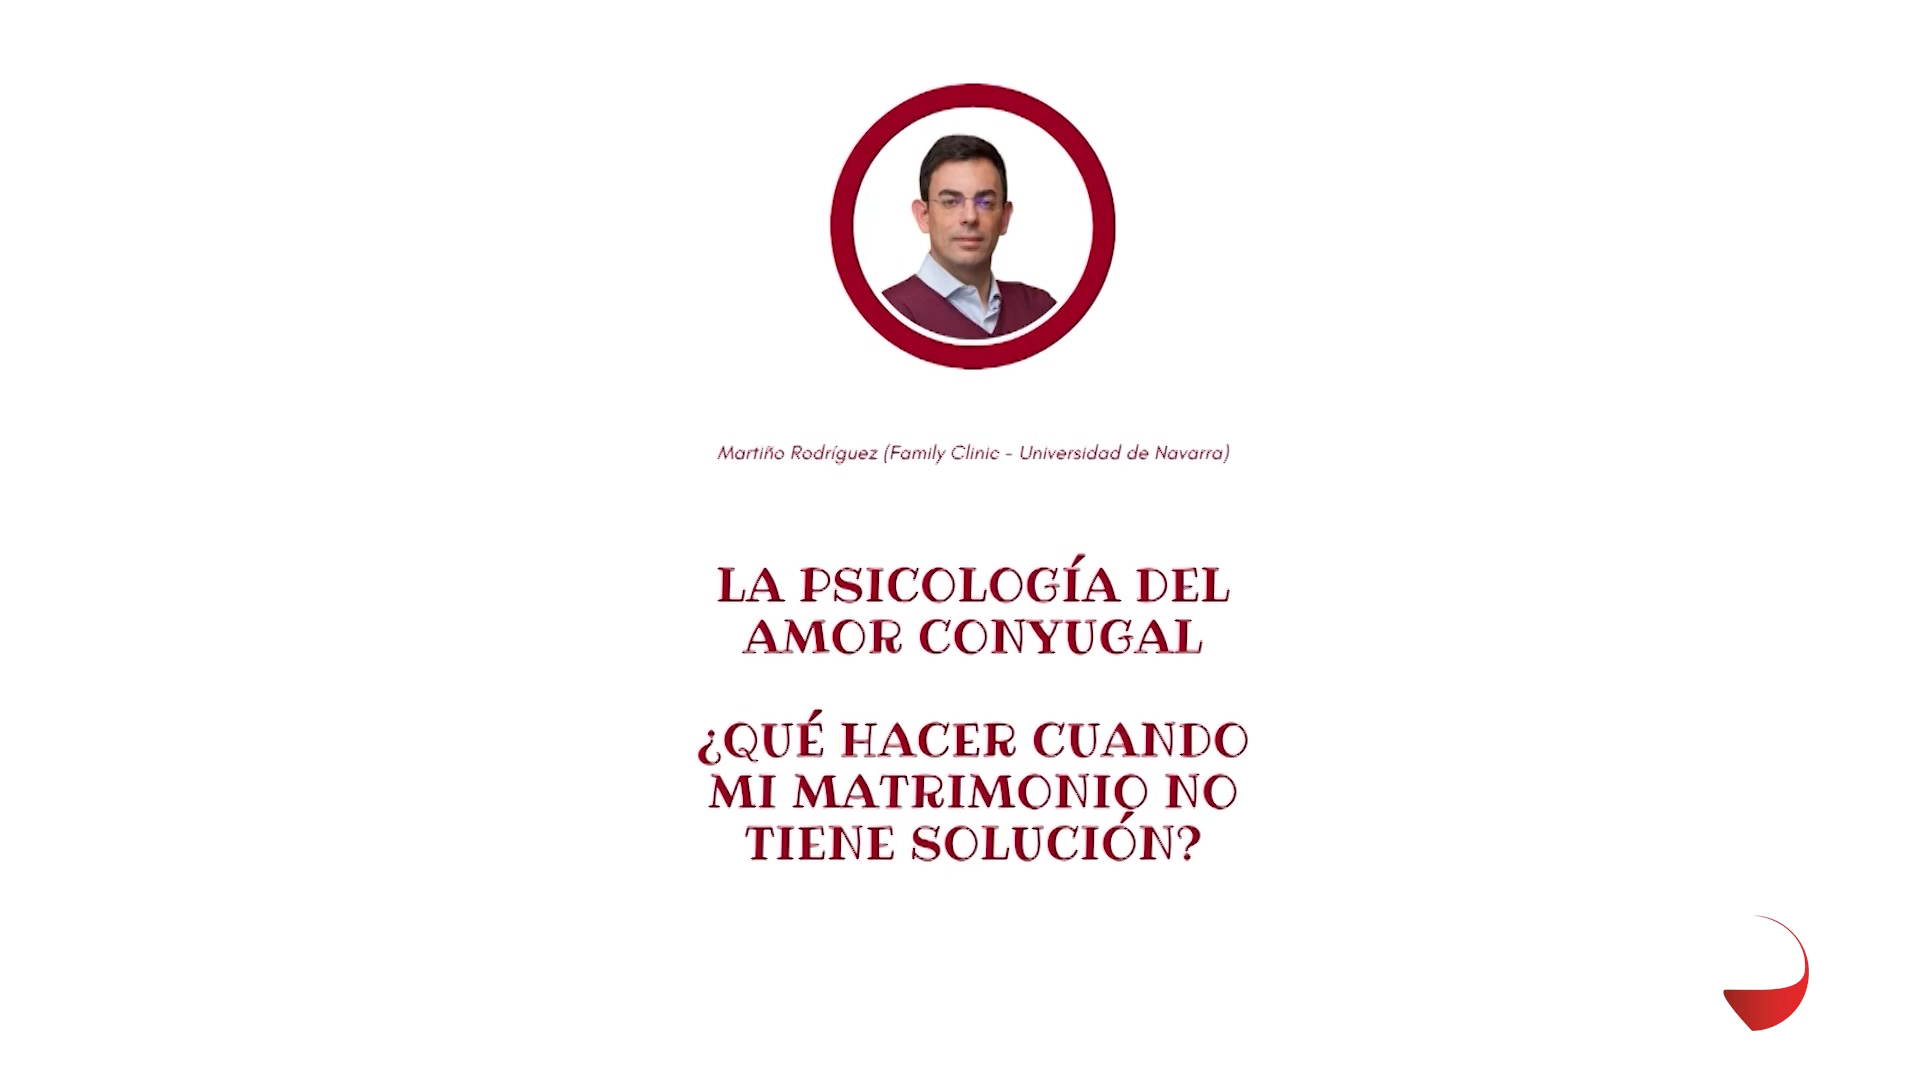 Martiño Rodríguez (Family Clinic - Universidad de Navarra)
LA PSICOLOGÍA DEL
AMOR CONYUGAL
¿QUÉ HACER CUANDO
MI MATRIMONIO NO
TIENE SOLUCIÓN?